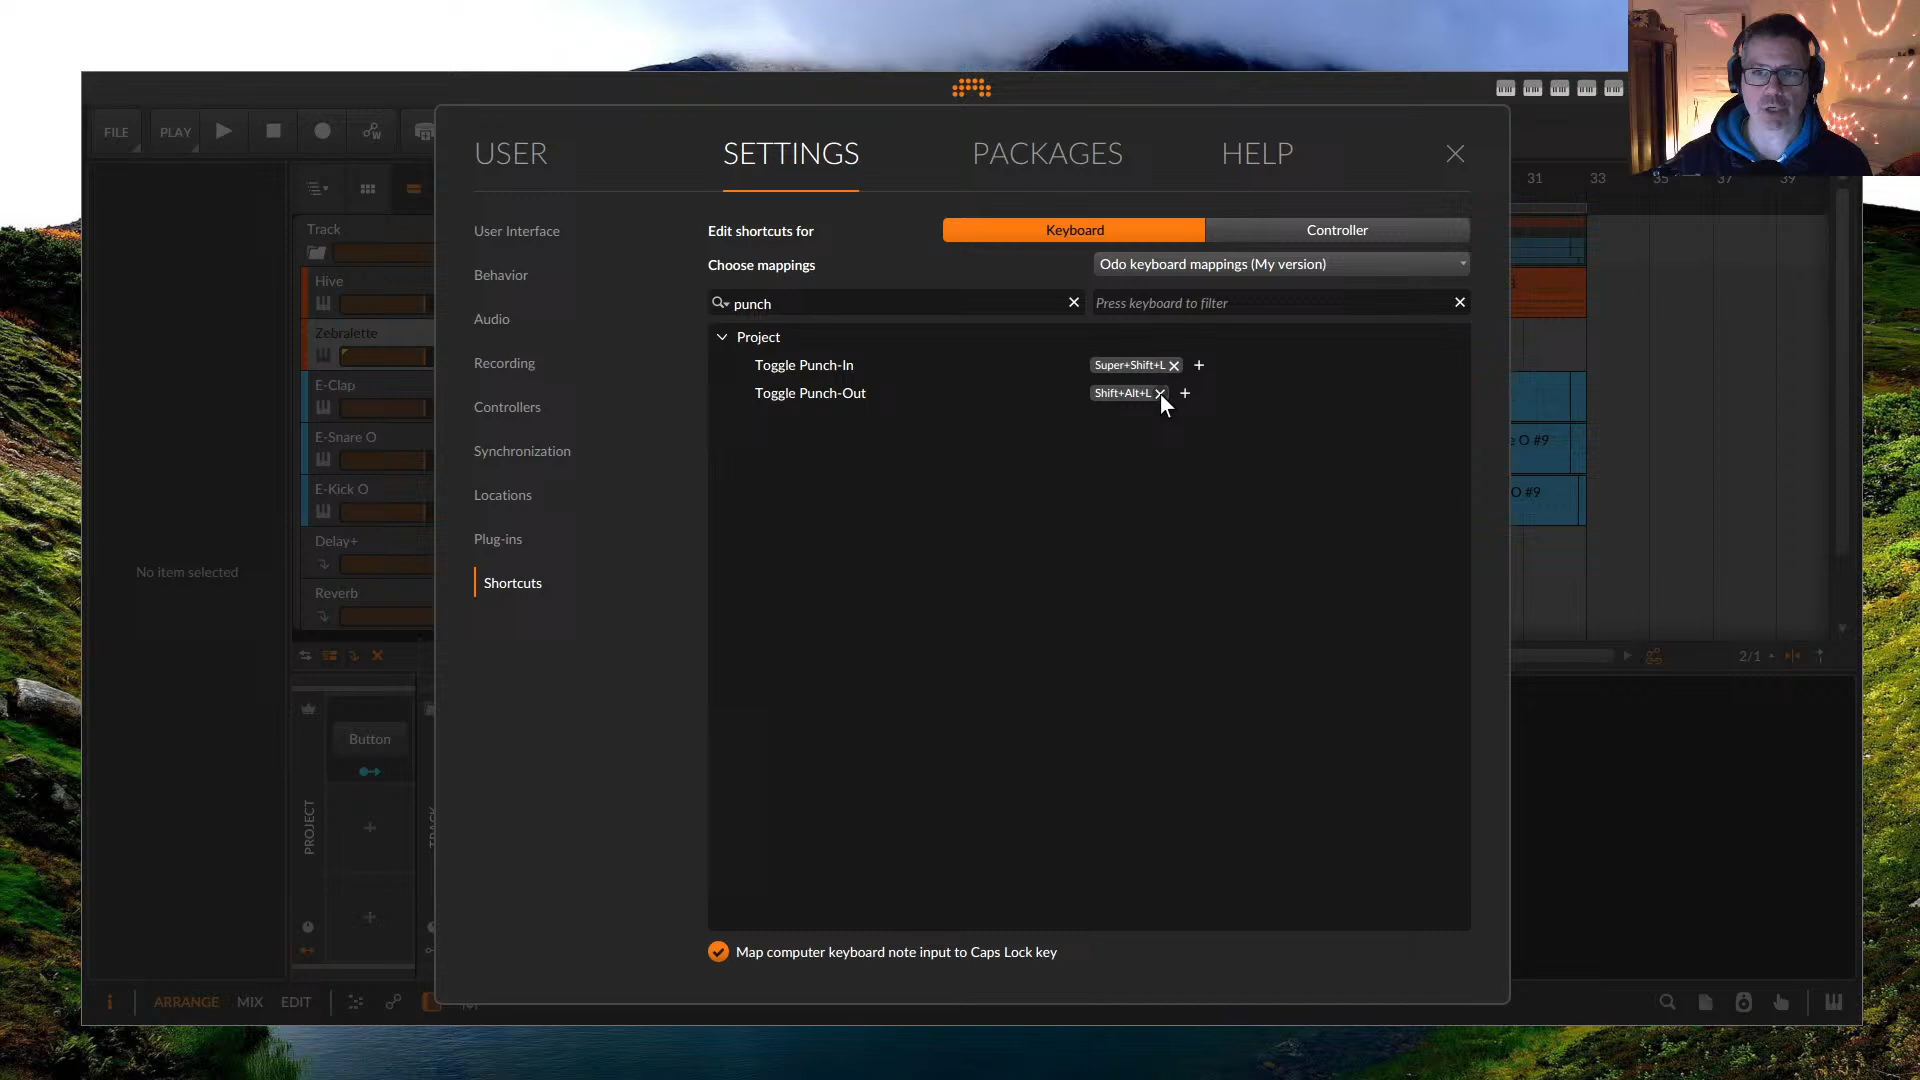 FILE
PLAY
USER
SETTINGS
PACKAGES
HELP
User Interface
Behavior
Audio
Recording
Controllers
Synchronization
Locations
Plug-ins
Shortcuts
Edit shortcuts for
Keyboard
Controller
Choose mappings
Odo keyboard mappings (My version)
punch
Press keyboard to filter
Project
Toggle Punch-In
Super+Shift+L
Toggle Punch-Out
Shift+Alt+L
Map computer keyboard note input to Caps Lock key
Track
Hive
Zebralette
E-Clap
E-Snare O
E-Kick O
Delay+
Reverb
No item selected
31
33
35
37
39
O #9
O #9
2/1
Button
PROJECT
ARRANGE
MIX
EDIT